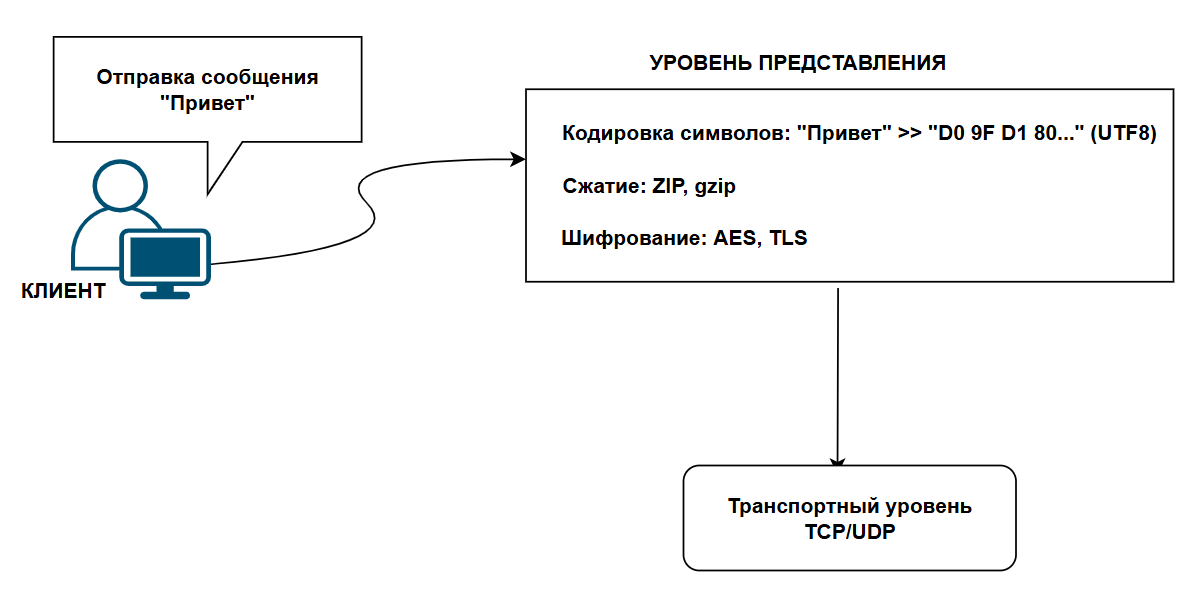 Отправка сообщения
"Привет"
КЛИЕНТ
УРОВЕНЬ ПРЕДСТАВЛЕНИЯ
Кодировка символов: "Привет" >> "D0 9F D1 80..." (UTF8)
Сжатие: ZIP, gzip
Шифрование: AES, TLS
Транспортный уровень
TCP/UDP